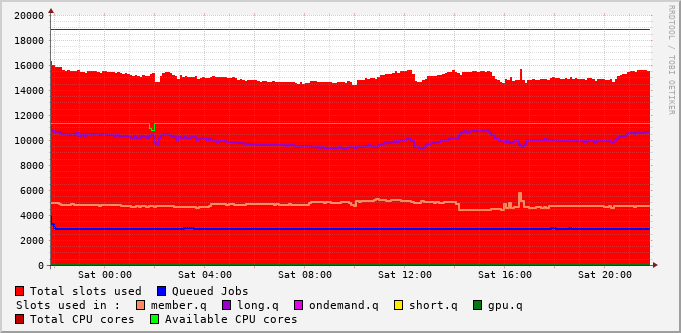 20000
18000
16000
14000
12000
10000
8000
6000
4000
2000
0
Sat 00:00 Sat 04:00 Sat 08:00 Sat 12:00 Sat 16:00 Sat 20:00
Total slots used Queued Jobs
Slots used in : member.q long.q ondemand.q short.q gpu.q
Total CPU cores Available CPU cores
RRDTOOL / TOBI OETIKER